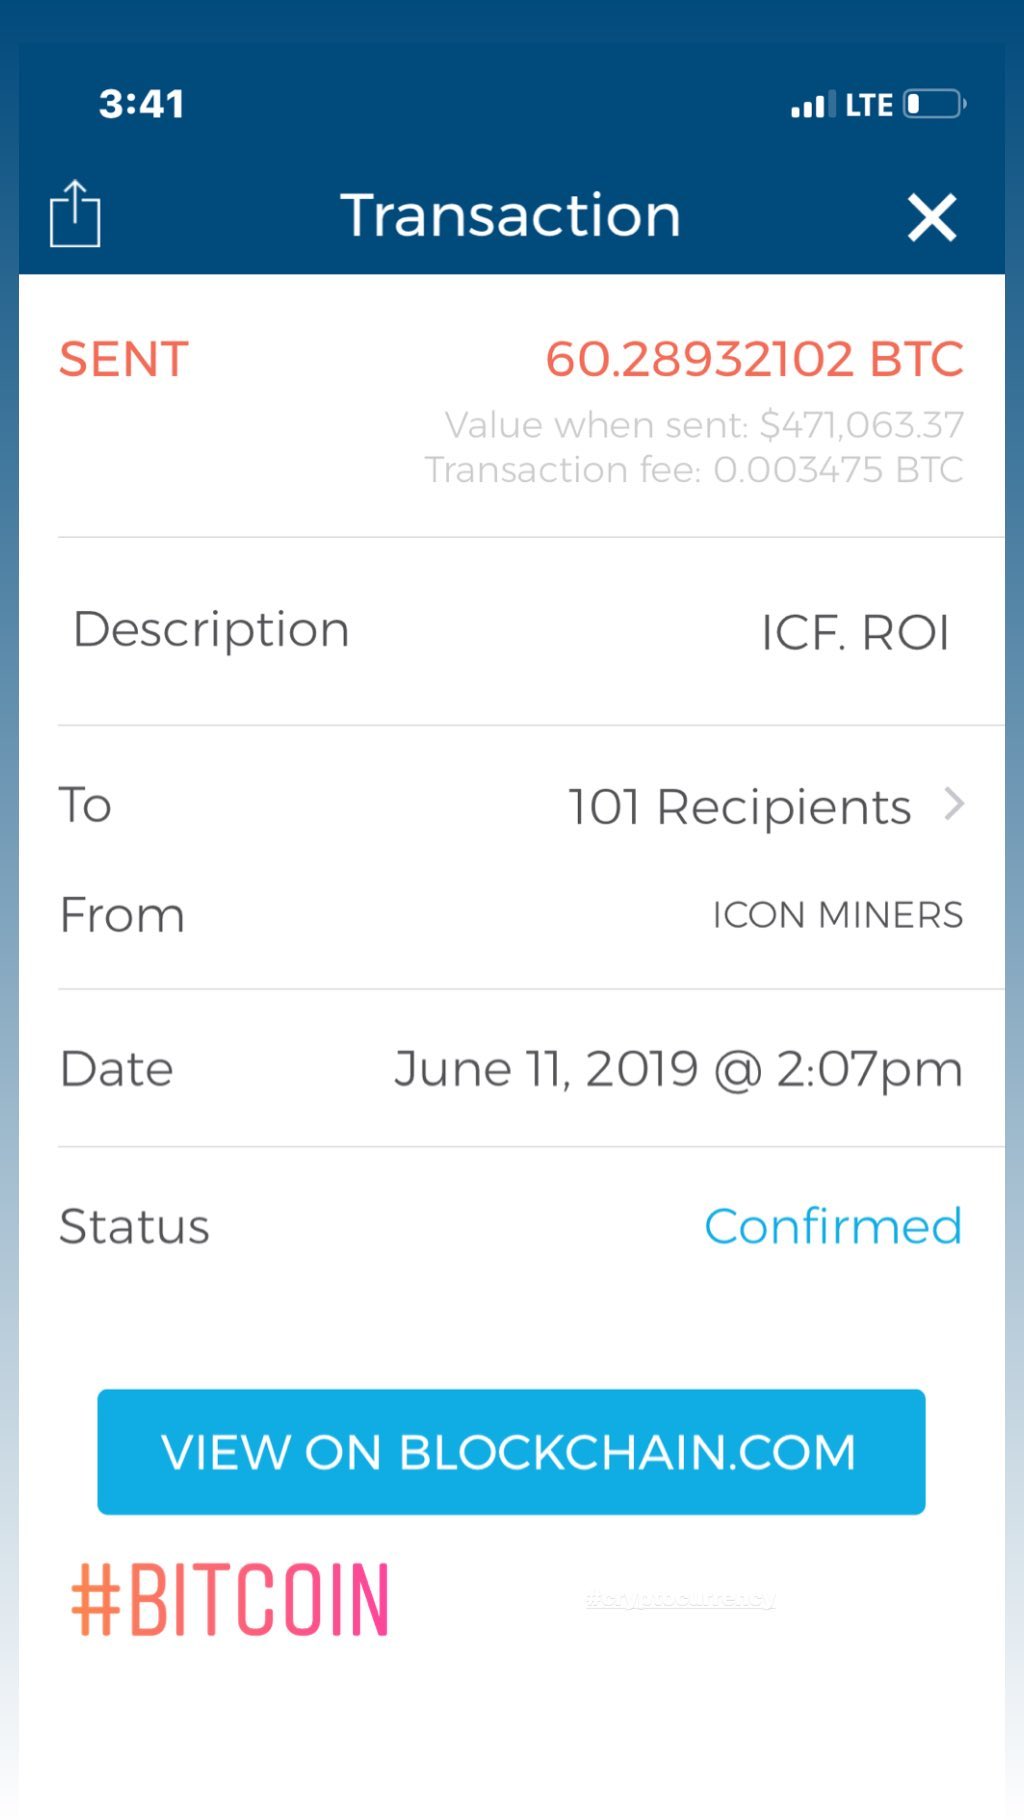 3:41 LTE
Transaction
SENT 60.28932102 BTC
Value when sent: $471,063.37
Transaction fee: 0.003475 BTC
Description ICF. ROI
To 101 Recipients
From ICON MINERS
Date June 11, 2019 @ 2:07pm
Status Confirmed
VIEW ON BLOCKCHAIN.COM
#BITCOIN #cryptocurrency